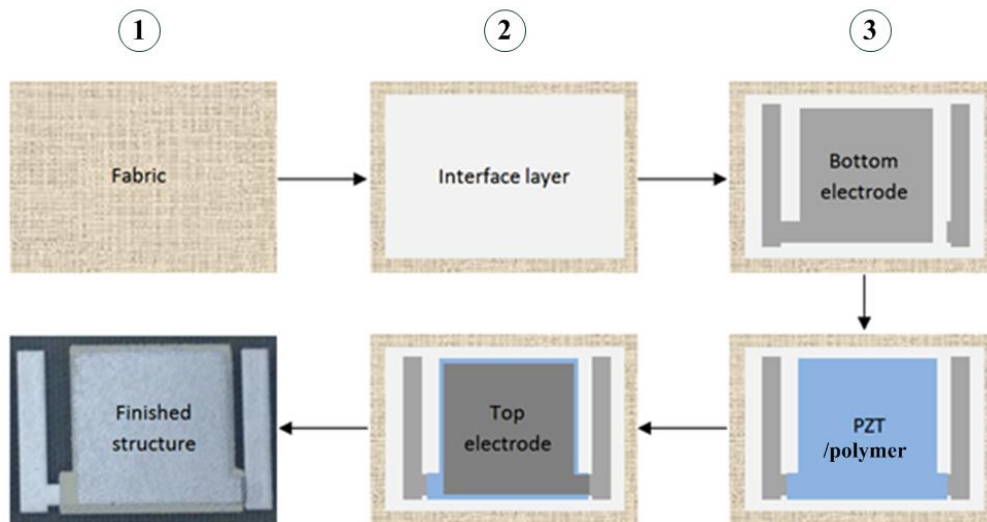 1
2
3
Fabric
Interface layer
Bottom
electrode
PZT
/polymer
Top
electrode
Finished
structure